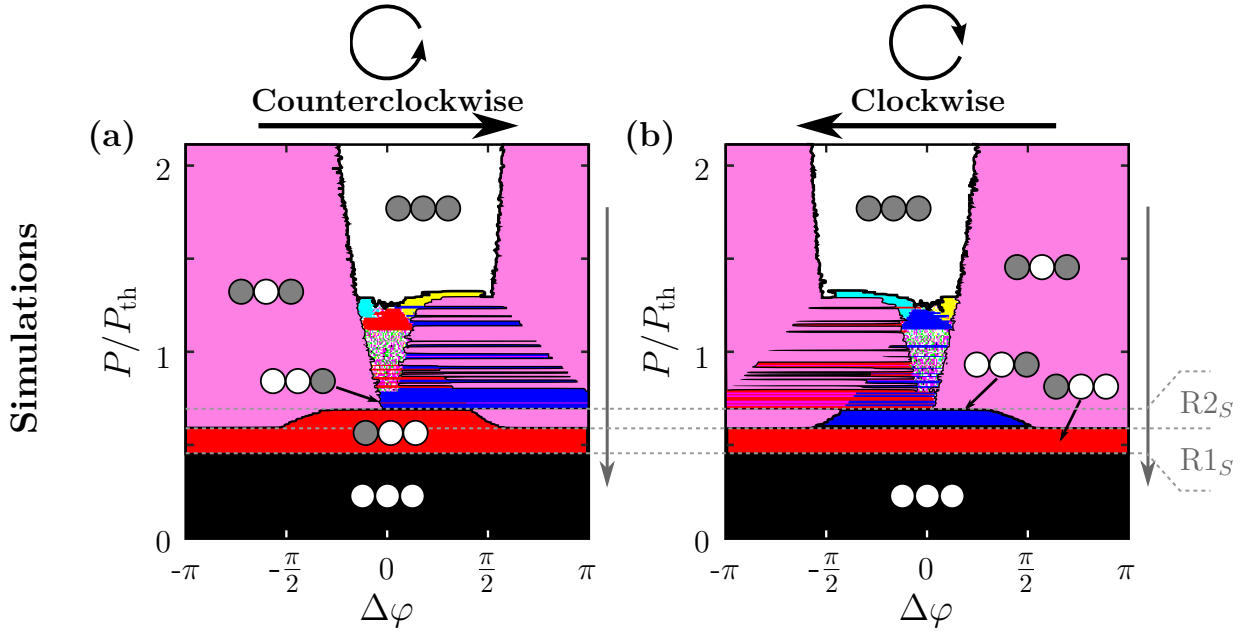 Counterclockwise
Clockwise
(a)
(b)
Simulations
P/P_th
2
1
0
-π
-π/2
0
π/2
π
Δφ
P/P_th
2
1
0
-π
-π/2
0
π/2
π
Δφ
R2_S
R1_S